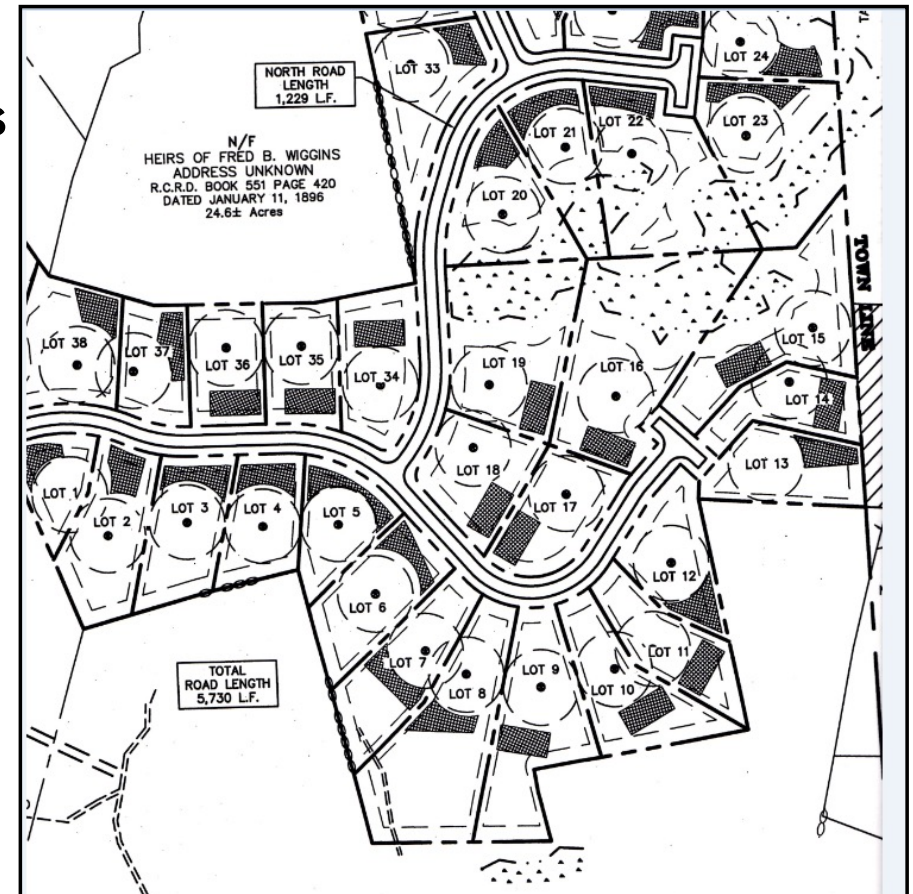 LOT 33
NORTH ROAD
LENGTH
1,229 L.F.
LOT 24
N/F
HEIRS OF FRED B. WIGGINS
ADDRESS UNKNOWN
R.C.R.D. BOOK 551 PAGE 420
DATED JANUARY 11, 1896
24.6± Acres
LOT 21
LOT 22
LOT 23
LOT 20
TOWN LINE
LOT 38
LOT 37
LOT 36
LOT 35
LOT 34
LOT 19
LOT 16
LOT 15
LOT 14
LOT 13
LOT 18
LOT 17
LOT 1
LOT 2
LOT 3
LOT 4
LOT 5
LOT 6
LOT 12
LOT 7
LOT 8
LOT 9
LOT 10
LOT 11
TOTAL
ROAD LENGTH
5,730 L.F.